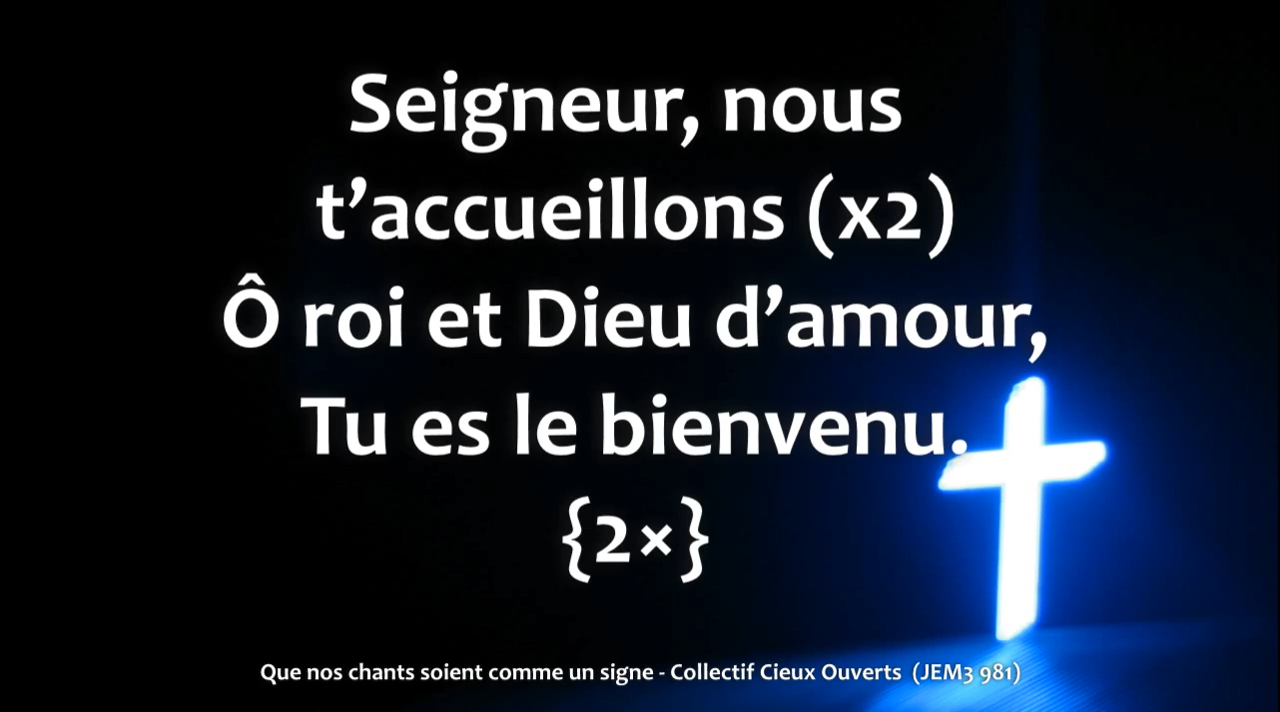 Seigneur, nous
t’accueillons (x2)
Ô roi et Dieu d’amour,
Tu es le bienvenu.
{2×}
Que nos chants soient comme un signe - Collectif Cieux Ouverts (JEM3 981)